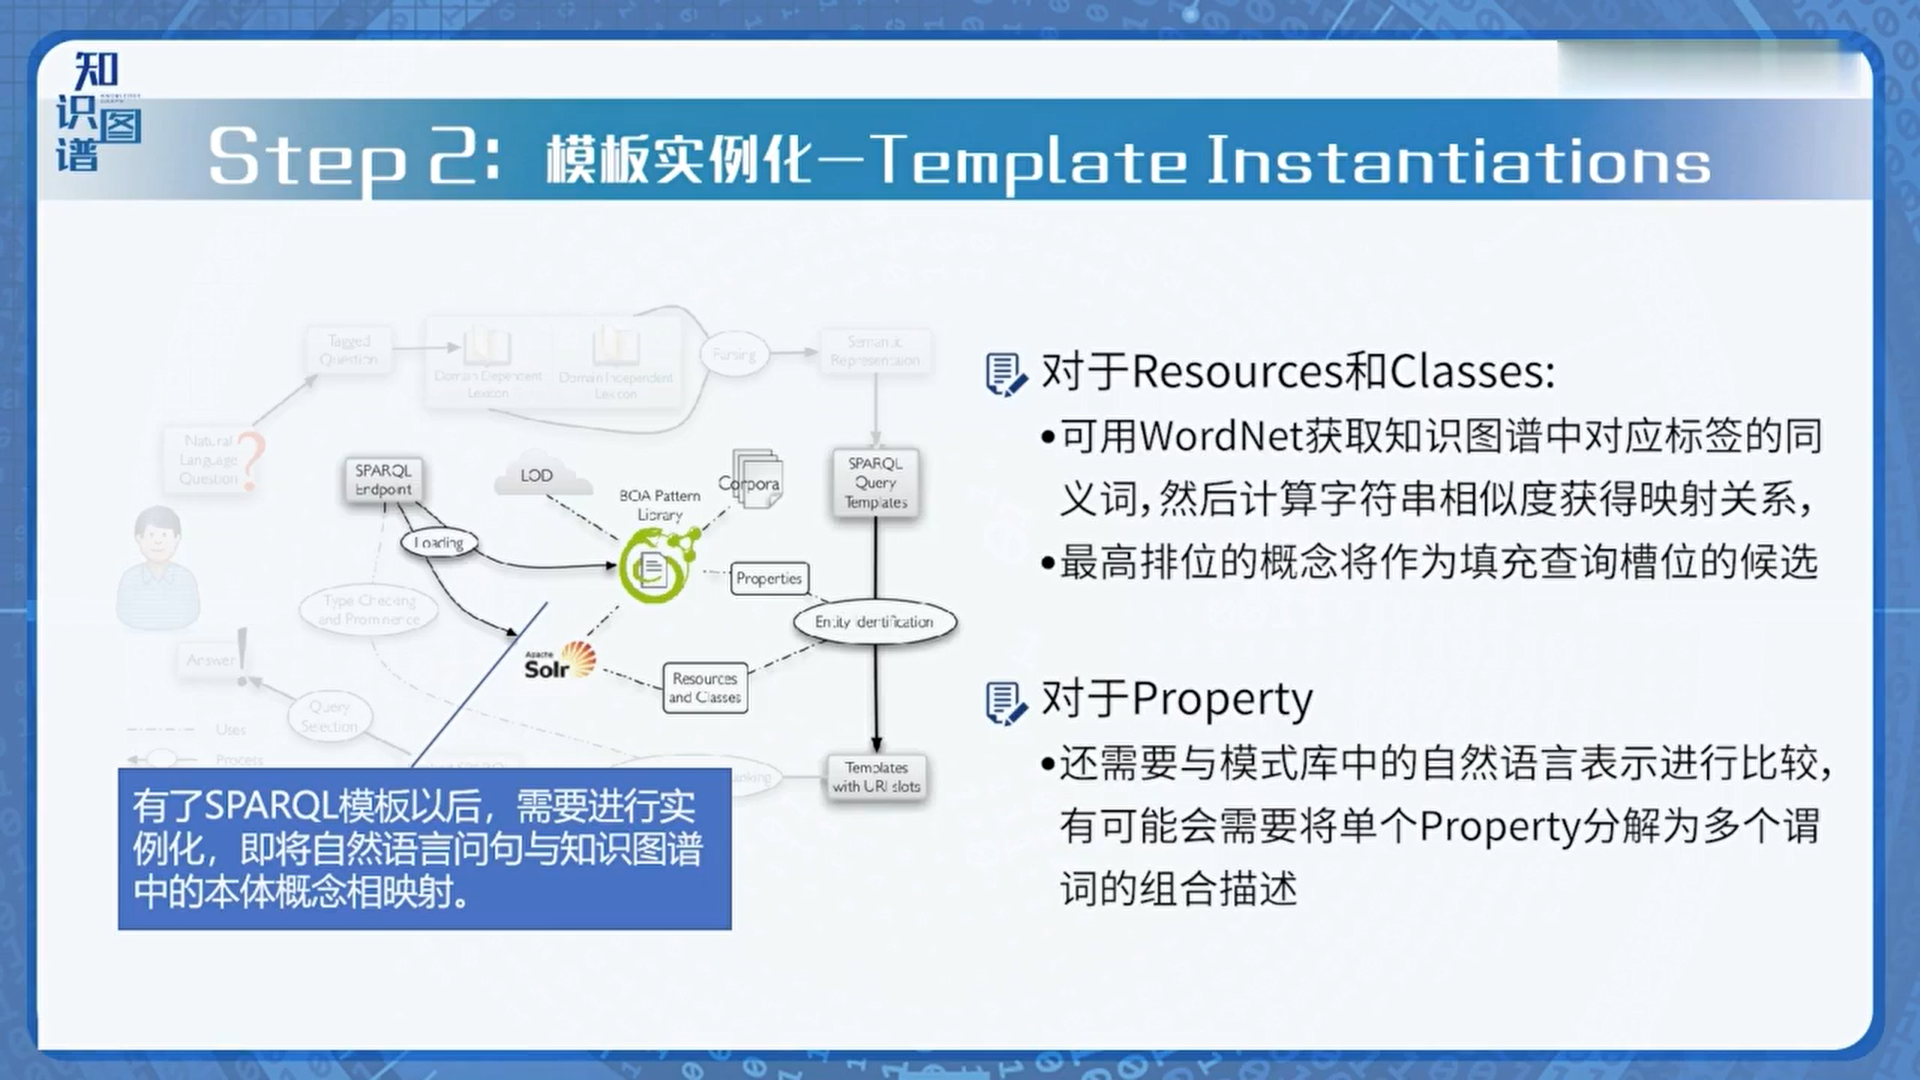 知
识图
谱
Step 2: 模板实例化—Template Instantiations
Tagged
Question
Domain Dependent
Lexicon
Domain Independent
Lexicon
Parsing
Semantic
Representation
Natural
Language
Question
SPARQL
Endpoint
LOD
BOA Pattern
Library
Corpora
SPARQL
Query
Templates
Loading
Properties
Type Checking
and Prominence
Entity identification
Answer
Apache
Solr
Resources
and Classes
Query
Selection
Uses
Process
Templates
with URI slots
有了SPARQL模板以后，需要进行实
例化，即将自然语言问句与知识图谱
中的本体概念相映射。
对于Resources和Classes:
•可用WordNet获取知识图谱中对应标签的同
义词,然后计算字符串相似度获得映射关系,
•最高排位的概念将作为填充查询槽位的候选
对于Property
•还需要与模式库中的自然语言表示进行比较,
有可能会需要将单个Property分解为多个谓
词的组合描述